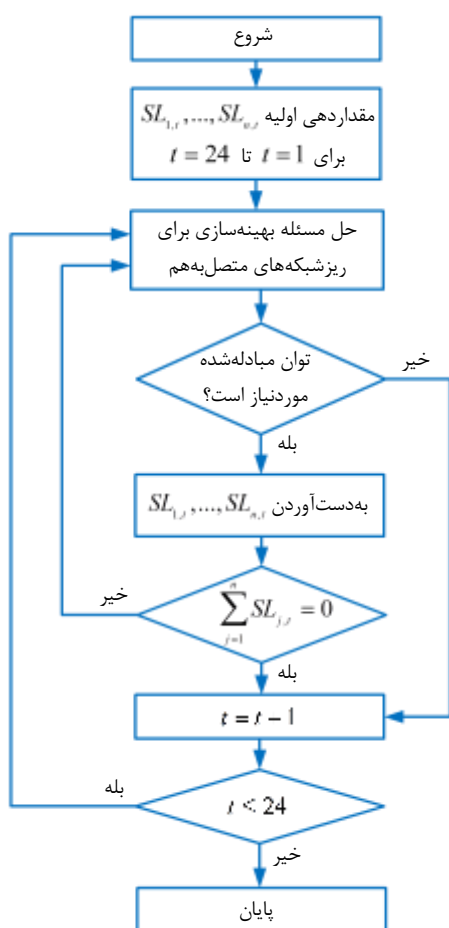 شروع
مقداردهی اولیه SL₁,ₜ,...,SLₙ,ₜ
برای t = 1 تا t = 24
حل مسئله بهینه‌سازی برای
ریزشبکه‌های متصل‌به‌هم
توان مبادله‌شده
موردنیاز است؟
خیر
بله
به‌دست‌آوردن SL₁,ₜ,...,SLₙ,ₜ
خیر
∑ⁿⱼ₌₁ SLⱼ,ₜ = 0
بله
t = t − 1
بله
t < 24
خیر
پایان